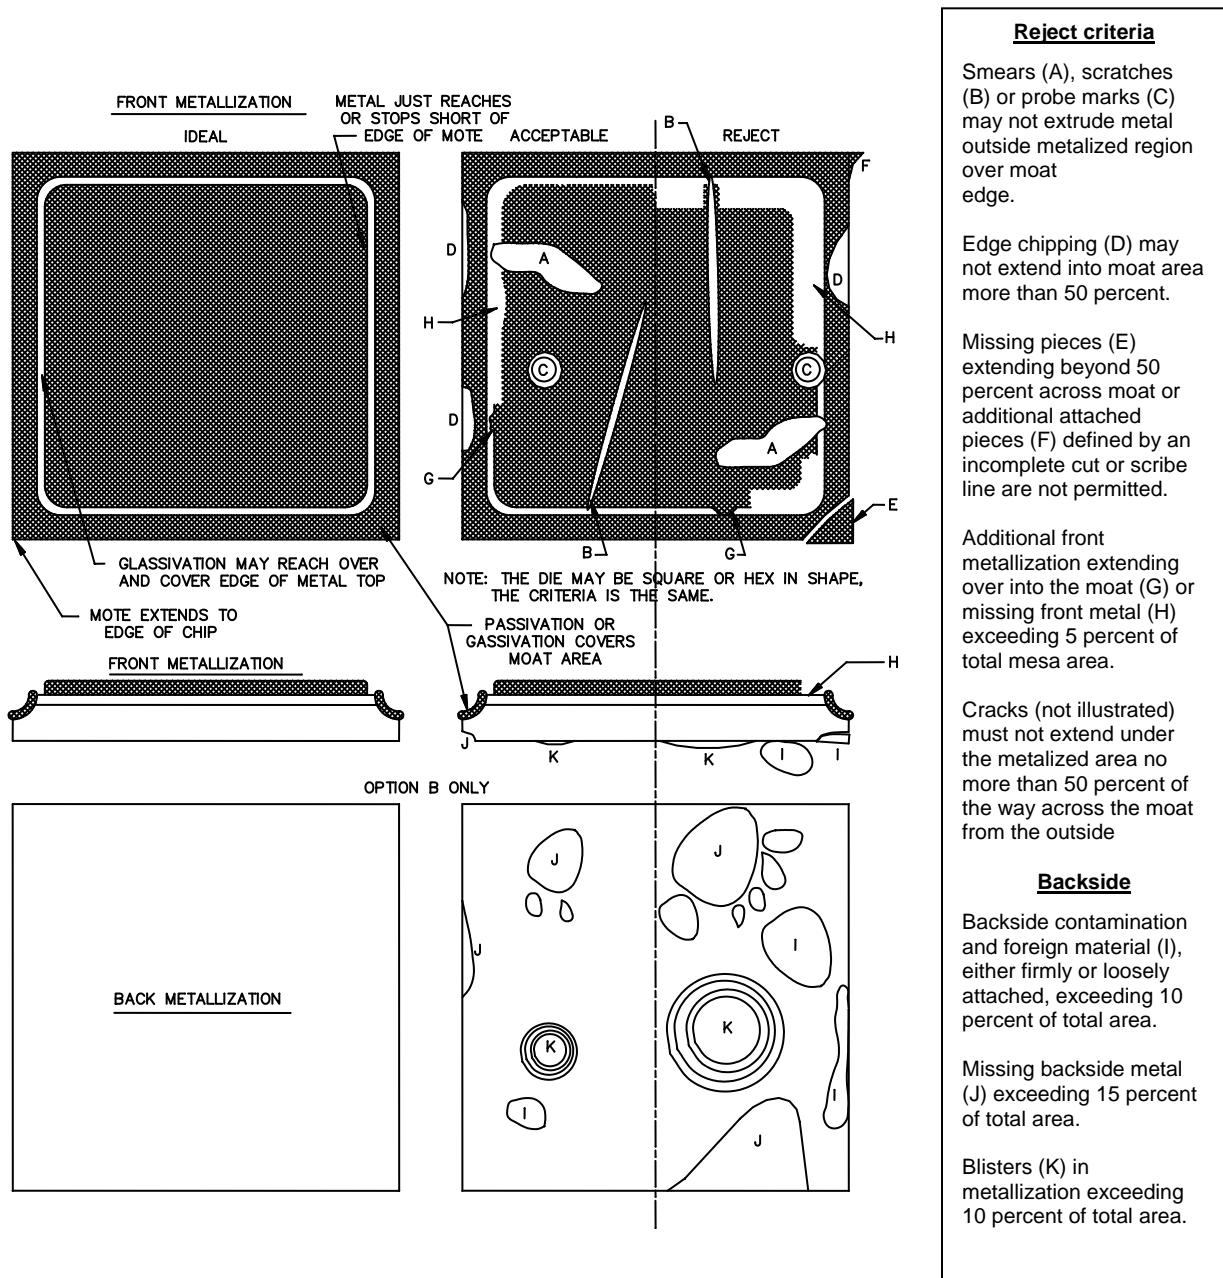 FRONT METALLIZATION
IDEAL
METAL JUST REACHES
OR STOPS SHORT OF
EDGE OF MOTE
ACCEPTABLE
B
REJECT
F
D
A
D
H
H
C
C
D
A
G
E
B
G
GLASSIVATION MAY REACH OVER
AND COVER EDGE OF METAL TOP
NOTE: THE DIE MAY BE SQUARE OR HEX IN SHAPE,
THE CRITERIA IS THE SAME.
MOTE EXTENDS TO
EDGE OF CHIP
PASSIVATION OR
GASSIVATION COVERS
MOAT AREA
FRONT METALLIZATION
H
J
K
K
I
I
OPTION B ONLY
J
J
J
I
BACK METALLIZATION
K
K
I
I
J
Reject criteria
Smears (A), scratches
(B) or probe marks (C)
may not extrude metal
outside metalized region
over moat
edge.
Edge chipping (D) may
not extend into moat area
more than 50 percent.
Missing pieces (E)
extending beyond 50
percent across moat or
additional attached
pieces (F) defined by an
incomplete cut or scribe
line are not permitted.
Additional front
metallization extending
over into the moat (G) or
missing front metal (H)
exceeding 5 percent of
total mesa area.
Cracks (not illustrated)
must not extend under
the metalized area no
more than 50 percent of
the way across the moat
from the outside
Backside
Backside contamination
and foreign material (I),
either firmly or loosely
attached, exceeding 10
percent of total area.
Missing backside metal
(J) exceeding 15 percent
of total area.
Blisters (K) in
metallization exceeding
10 percent of total area.